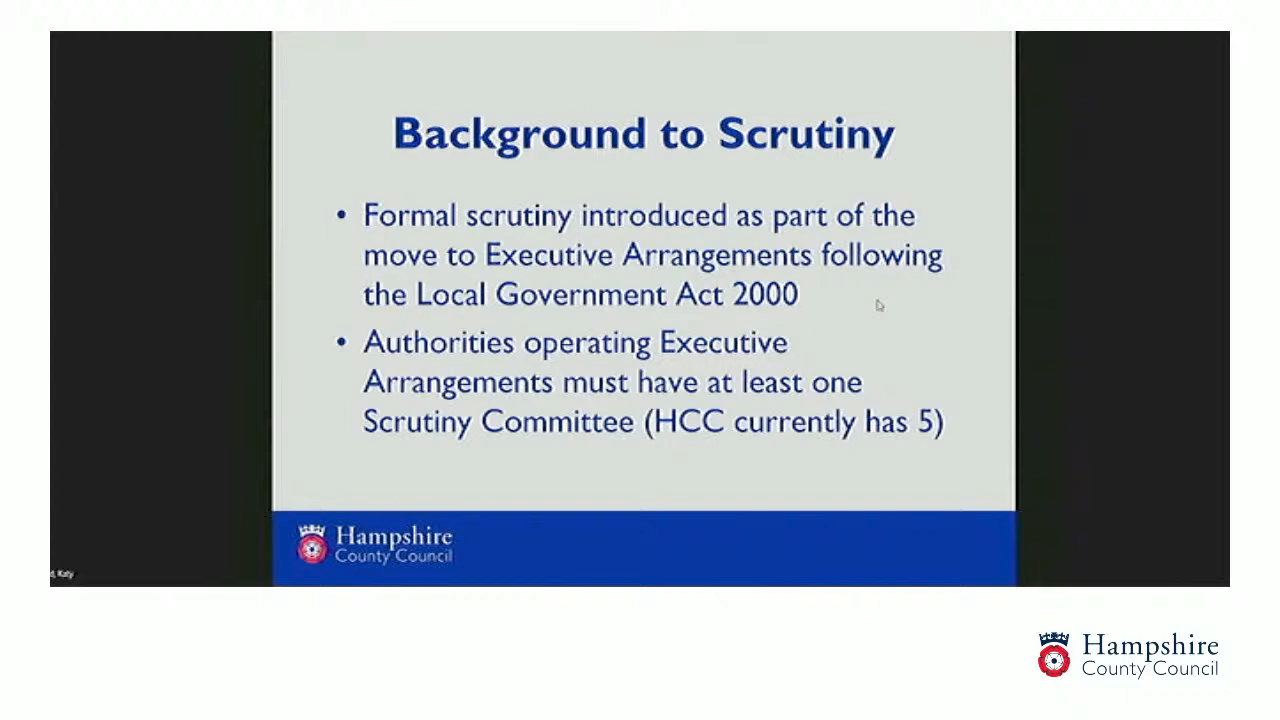 Background to Scrutiny
• Formal scrutiny introduced as part of the
move to Executive Arrangements following
the Local Government Act 2000
• Authorities operating Executive
Arrangements must have at least one
Scrutiny Committee (HCC currently has 5)
Hampshire
County Council
d, Katy
Hampshire
County Council